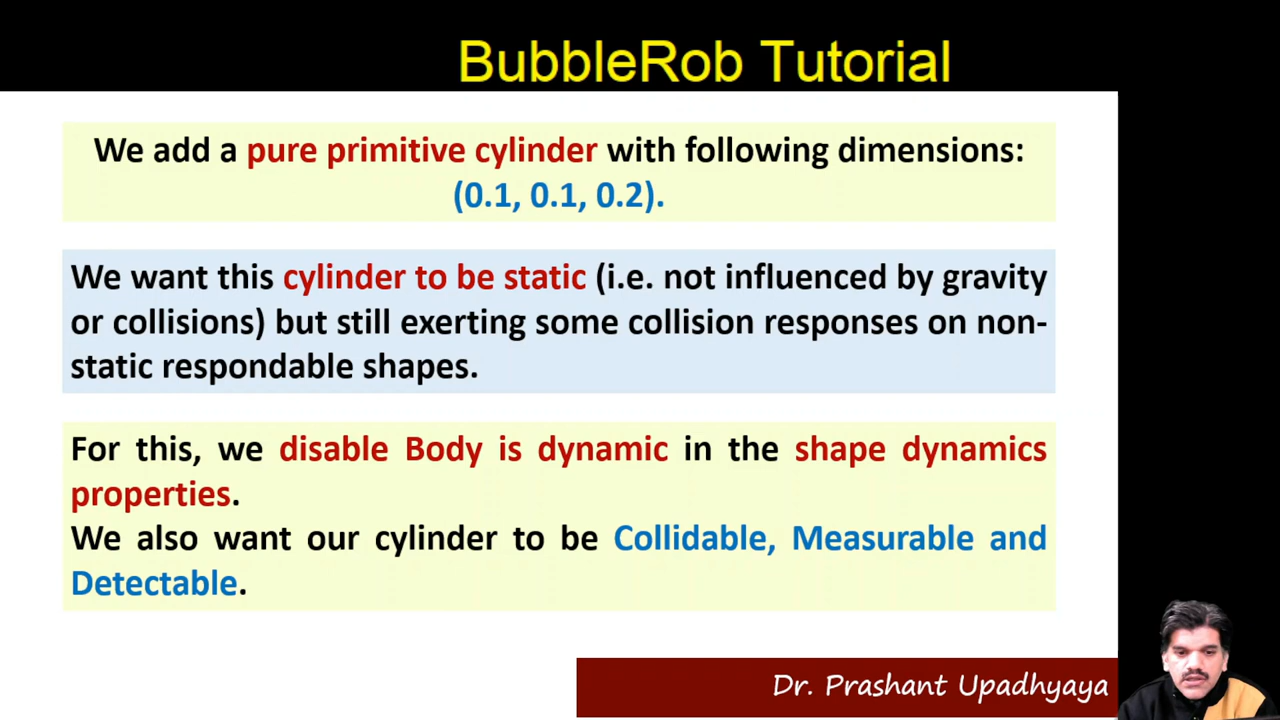 BubbleRob Tutorial
We add a pure primitive cylinder with following dimensions:
(0.1, 0.1, 0.2).
We want this cylinder to be static (i.e. not influenced by gravity
or collisions) but still exerting some collision responses on non-
static respondable shapes.
For this, we disable Body is dynamic in the shape dynamics
properties.
We also want our cylinder to be Collidable, Measurable and
Detectable.
Dr. Prashant Upadhyaya